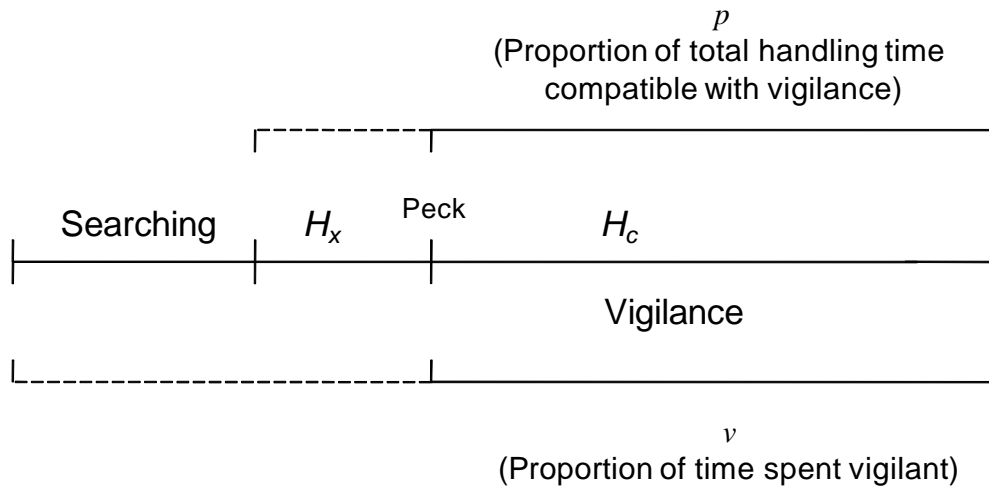 p
(Proportion of total handling time
compatible with vigilance)
Searching Hx Peck Hc
Vigilance
v
(Proportion of time spent vigilant)